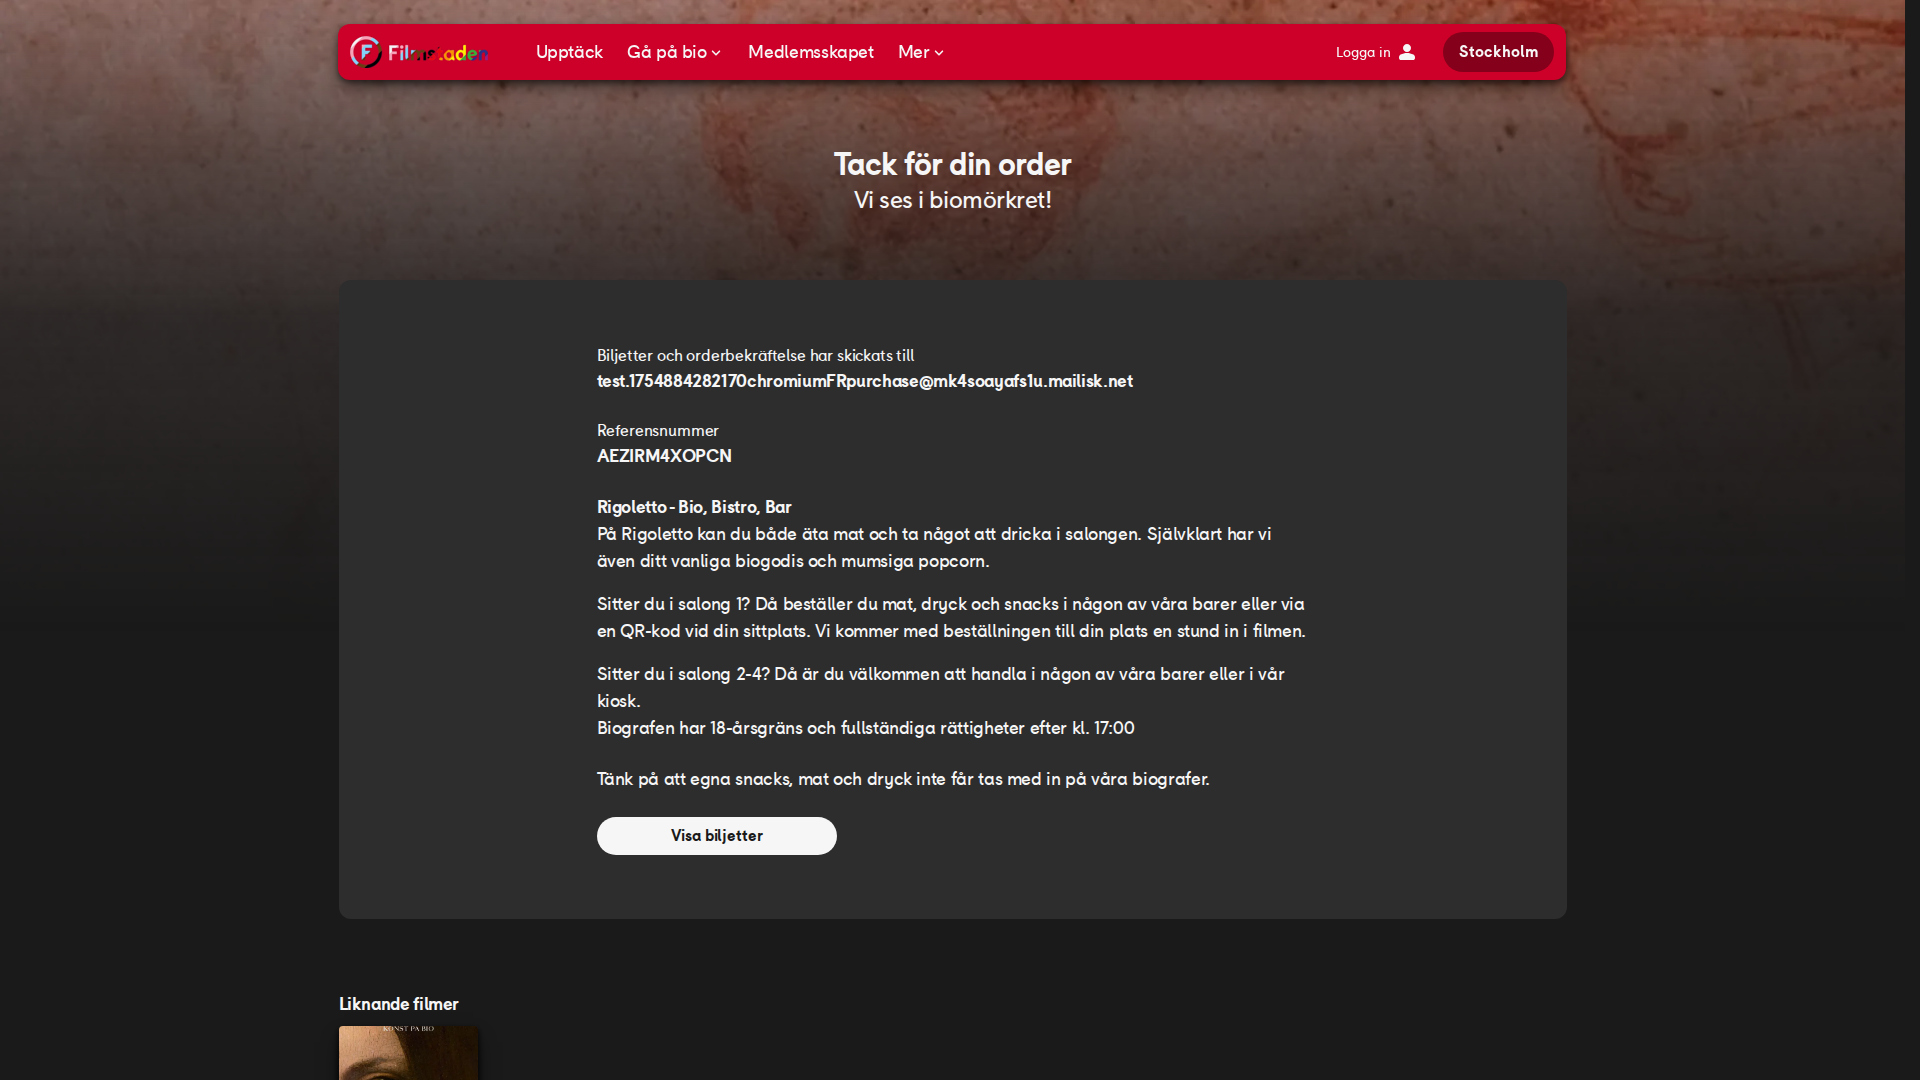 Filmstaden
Upptäck
Gå på bio
Medlemsskapet
Mer
Logga in
Stockholm
Tack för din order
Vi ses i biomörkret!
Biljetter och orderbekräftelse har skickats till
test.1754884282170chromiumFRpurchase@mk4soayafs1u.mailisk.net
Referensnummer
AEZIRM4XOPCN
Rigoletto - Bio, Bistro, Bar
På Rigoletto kan du både äta mat och ta något att dricka i salongen. Självklart har vi
även ditt vanliga biogodis och mumsiga popcorn.
Sitter du i salong 1? Då beställer du mat, dryck och snacks i någon av våra barer eller via
en QR-kod vid din sittplats. Vi kommer med beställningen till din plats en stund in i filmen.
Sitter du i salong 2-4? Då är du välkommen att handla i någon av våra barer eller i vår
kiosk.
Biografen har 18-årsgräns och fullständiga rättigheter efter kl. 17:00
Tänk på att egna snacks, mat och dryck inte får tas med in på våra biografer.
Visa biljetter
Liknande filmer
KONST PÅ BIO